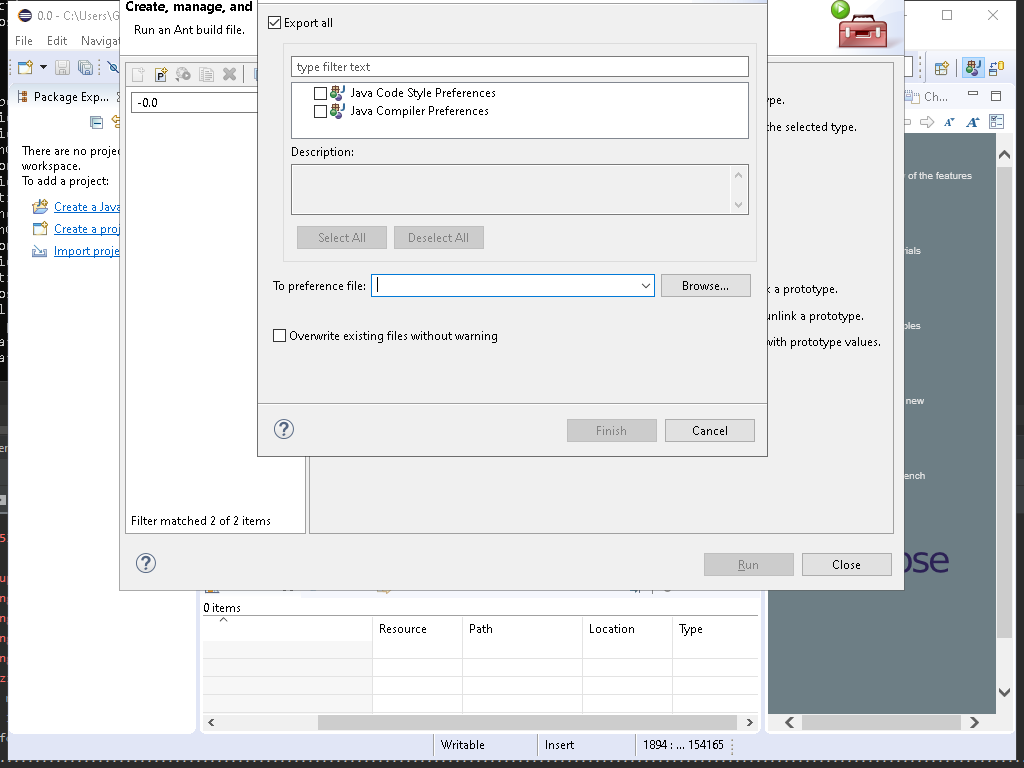 0.0 - C:\Users\G
File Edit Navigat
Package Exp...
There are no projec
workspace.
To add a project:
Create a Java
Create a proj
Import proje
Create, manage, and
Run an Ant build file.
-0.0
Filter matched 2 of 2 items
Export all
type filter text
Java Code Style Preferences
Java Compiler Preferences
Description:
Select All Deselect All
To preference file: Browse...
Overwrite existing files without warning
Finish Cancel
ype.
the selected type.
k a prototype.
unlink a prototype.
with prototype values.
Run Close
Ch...
y of the features
rials
ples
new
ench
ose
0 items
Resource Path Location Type
Writable Insert 1894 : ... 154165